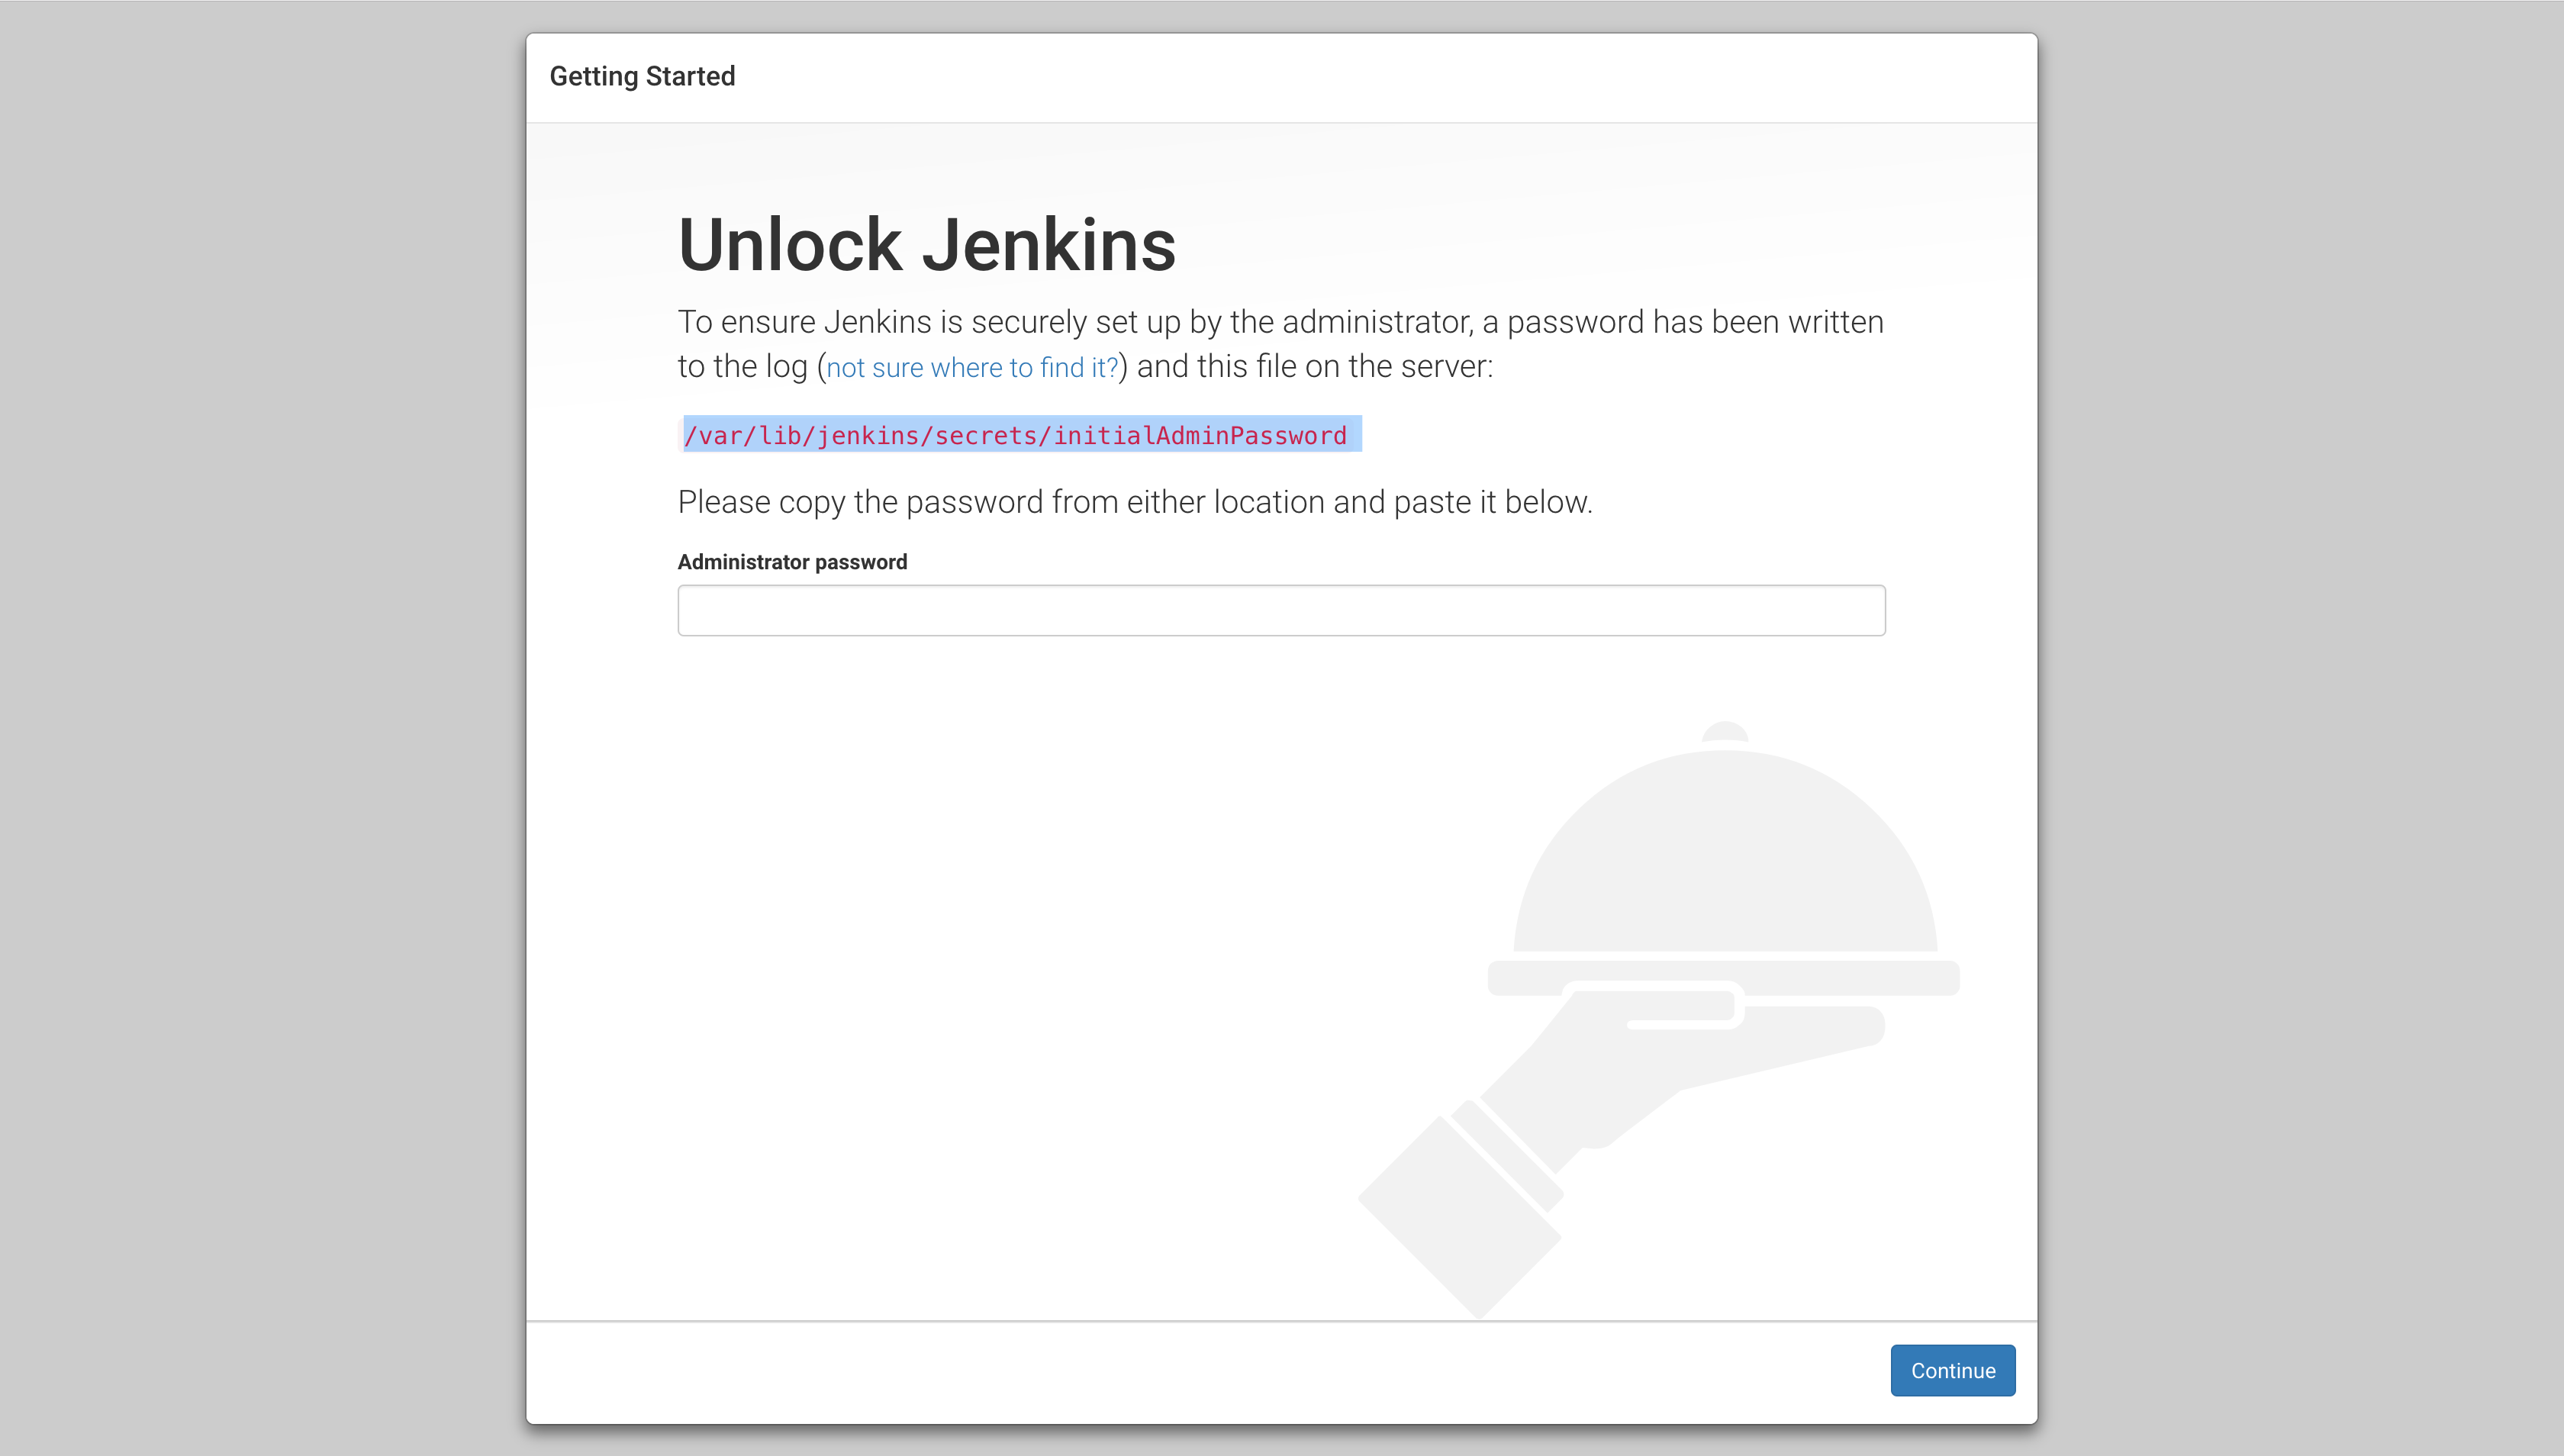 Getting Started
Unlock Jenkins
To ensure Jenkins is securely set up by the administrator, a password has been written
to the log (not sure where to find it?) and this file on the server:
/var/lib/jenkins/secrets/initialAdminPassword
Please copy the password from either location and paste it below.
Administrator password
Continue